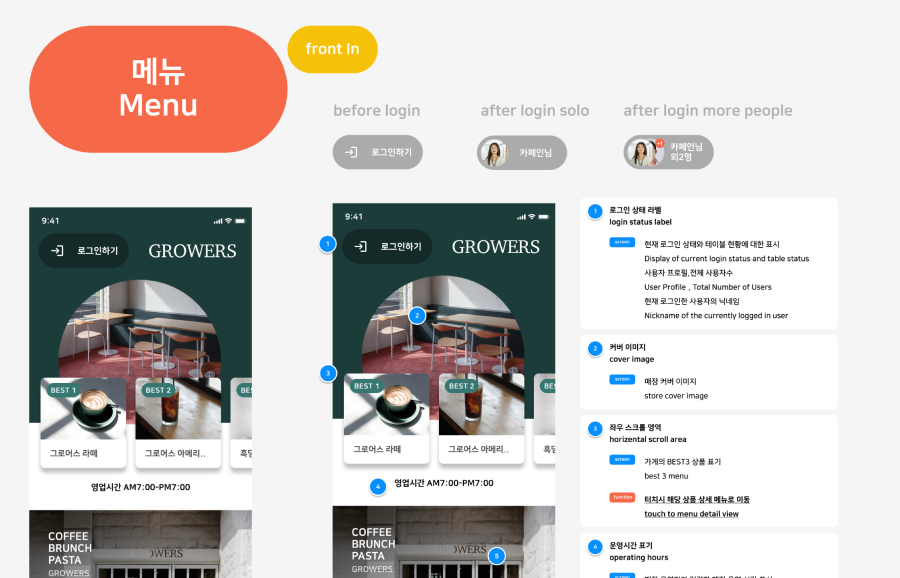 메뉴
Menu
front In
before login
after login solo
after login more people
로그인하기
카페인님
+1
카페인님
외2명
9:41
로그인하기
GROWERS
BEST 1
BEST 2
BES
그로어스 라떼
그로어스 아메리..
흑당
영업시간 AM7:00-PM7:00
COFFEE
BRUNCH
PASTA
GROWERS
GROWERS
9:41
1
로그인하기
GROWERS
2
3
BEST 1
BEST 2
BES
그로어스 라떼
그로어스 아메리..
흑당
4
영업시간 AM7:00-PM7:00
COFFEE
BRUNCH
PASTA
GROWERS
OWERS
5
1
로그인 상태 라벨
login status label
screen
현재 로그인 상태와 테이블 현황에 대한 표시
Display of current login status and table status
사용자 프로필,전체 사용자수
User Profile , Total Number of Users
현재 로그인한 사용자의 닉네임
Nickname of the currently logged in user
2
커버 이미지
cover image
screen
매장 커버 이미지
store cover image
3
좌우 스크롤 영역
horizental scroll area
screen
가게의 BEST3 상품 표기
best 3 menu
function
터치시 해당 상품 상세 메뉴로 이동
touch to menu detail view
4
운영시간 표기
operating hours